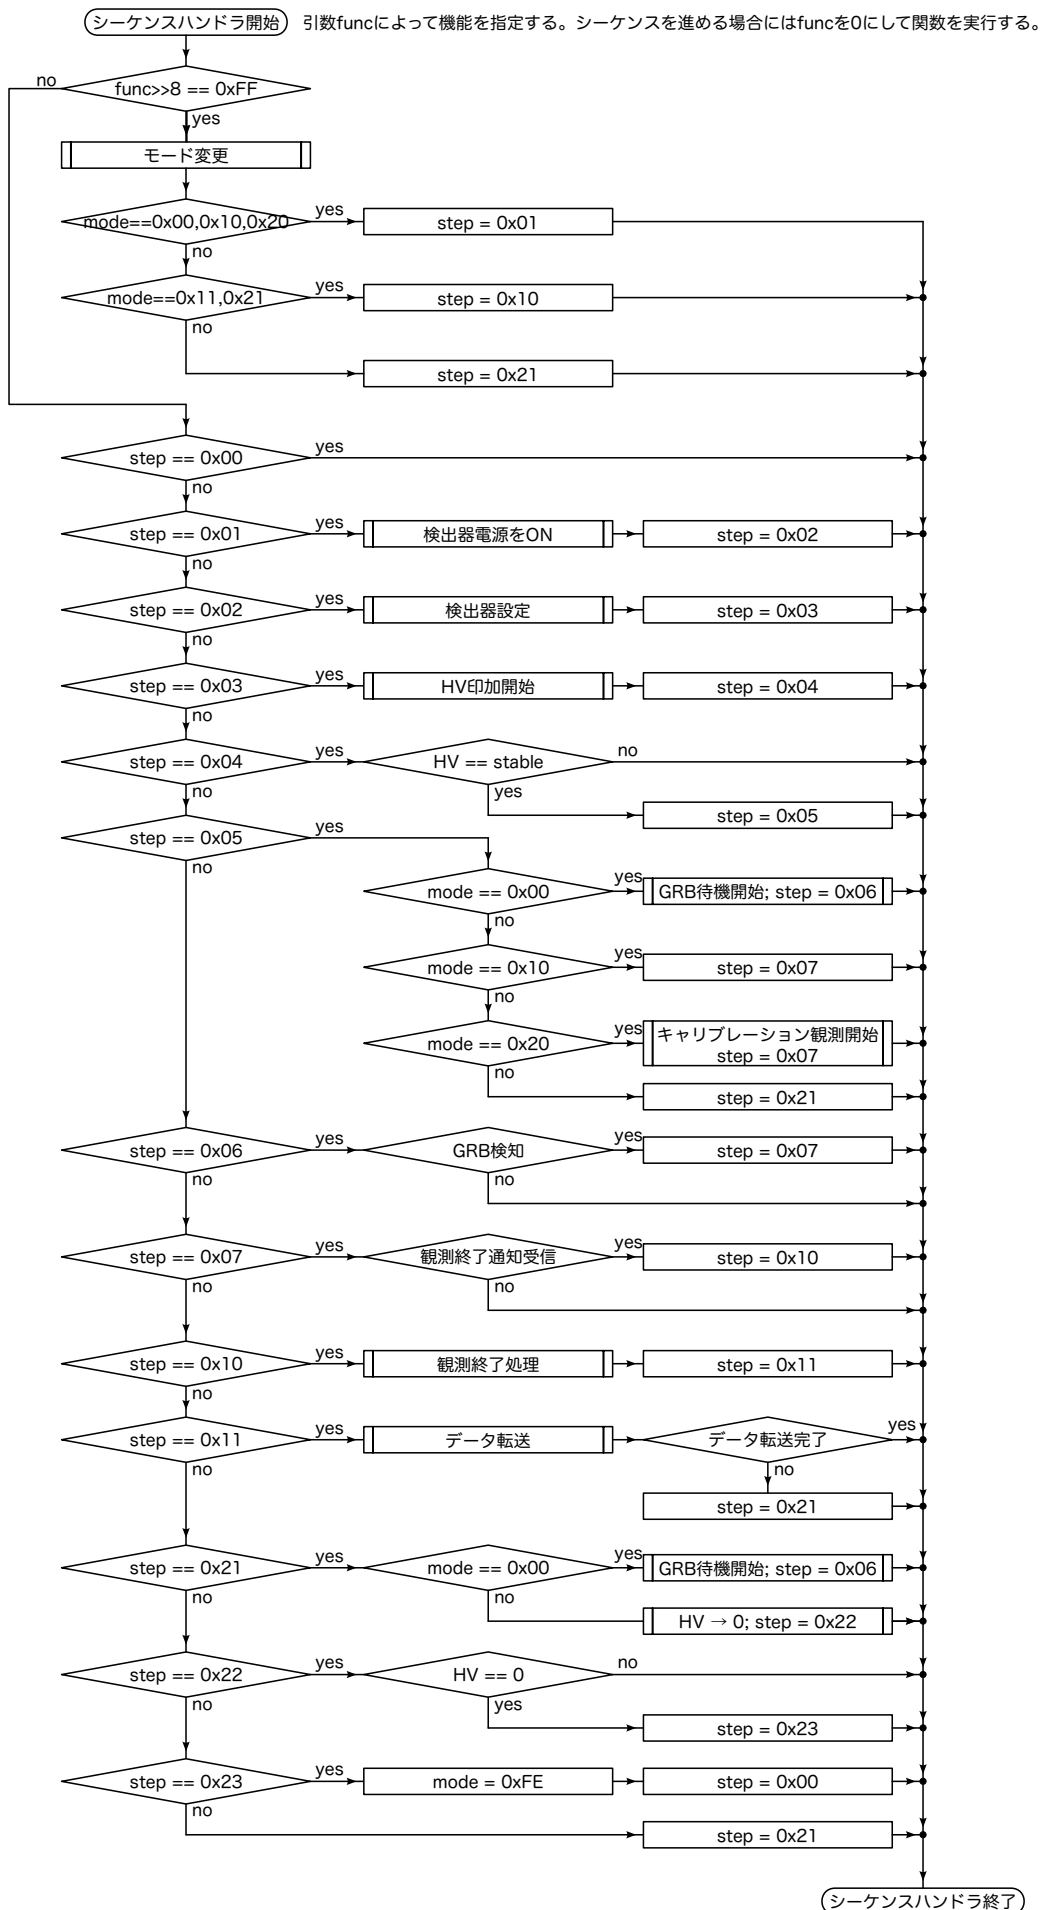 シーケンスハンドラ開始
引数funcによって機能を指定する。シーケンスを進める場合にはfuncを0にして関数を実行する。
func>>8 == 0xFF
no
yes
モード変更
mode==0x00,0x10,0x20
yes
step = 0x01
no
mode==0x11,0x21
yes
step = 0x10
no
step = 0x21
step == 0x00
yes
no
step == 0x01
yes
検出器電源をON
step = 0x02
no
step == 0x02
yes
検出器設定
step = 0x03
no
step == 0x03
yes
HV印加開始
step = 0x04
no
step == 0x04
yes
HV == stable
no
yes
step = 0x05
no
step == 0x05
yes
no
mode == 0x00
yes
GRB待機開始; step = 0x06
no
mode == 0x10
yes
step = 0x07
no
mode == 0x20
yes
キャリブレーション観測開始
step = 0x07
no
step = 0x21
step == 0x06
yes
GRB検知
yes
step = 0x07
no
no
step == 0x07
yes
観測終了通知受信
yes
step = 0x10
no
no
step == 0x10
yes
観測終了処理
step = 0x11
no
step == 0x11
yes
データ転送
データ転送完了
yes
no
step = 0x21
no
step == 0x21
yes
mode == 0x00
yes
GRB待機開始; step = 0x06
no
no
HV → 0; step = 0x22
step == 0x22
yes
HV == 0
no
yes
step = 0x23
no
step == 0x23
yes
mode = 0xFE
step = 0x00
no
step = 0x21
シーケンスハンドラ終了